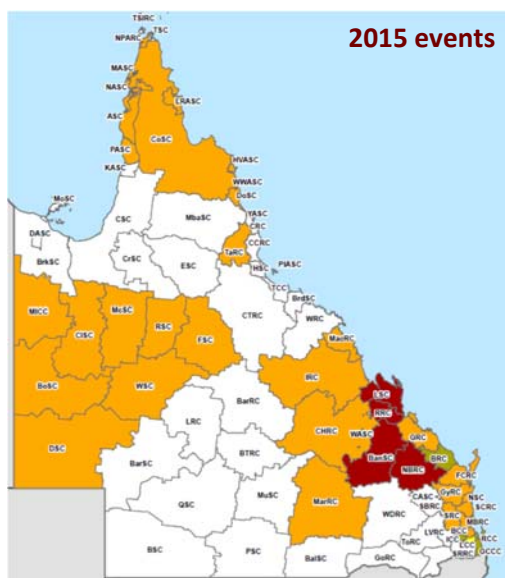 2015 events
TSIRC
TSC
NPARC
MASC
NASC
LRASC
ASC
CoSC
PASC
HVASC
KASC
WWASC
DoSC
MoSC
YASC
CSC
MbaSC
CRC
DASC
TaRC
CCRC
BrkSC
CrSC
ESC
HSC
PIASC
TCC
BrdSC
MICC
McSC
CTRC
WRC
ClSC
RSC
FSC
MacRC
IRC
BoSC
WSC
LSC
BarRC
RRC
LRC
CHRC
WASC
GRC
DSC
BTRC
BanSC
BRC
BarSC
NBRC
FCRC
MuSC
MarRC
GyRC
QSC
CASC
NSC
WDRC
SBRC
SCRC
SRC
MBRC
BCC
LVRC
ICC
RCC
ToRC
LCC
BSC
PSC
BalSC
GoRC
SRRC
GCCC